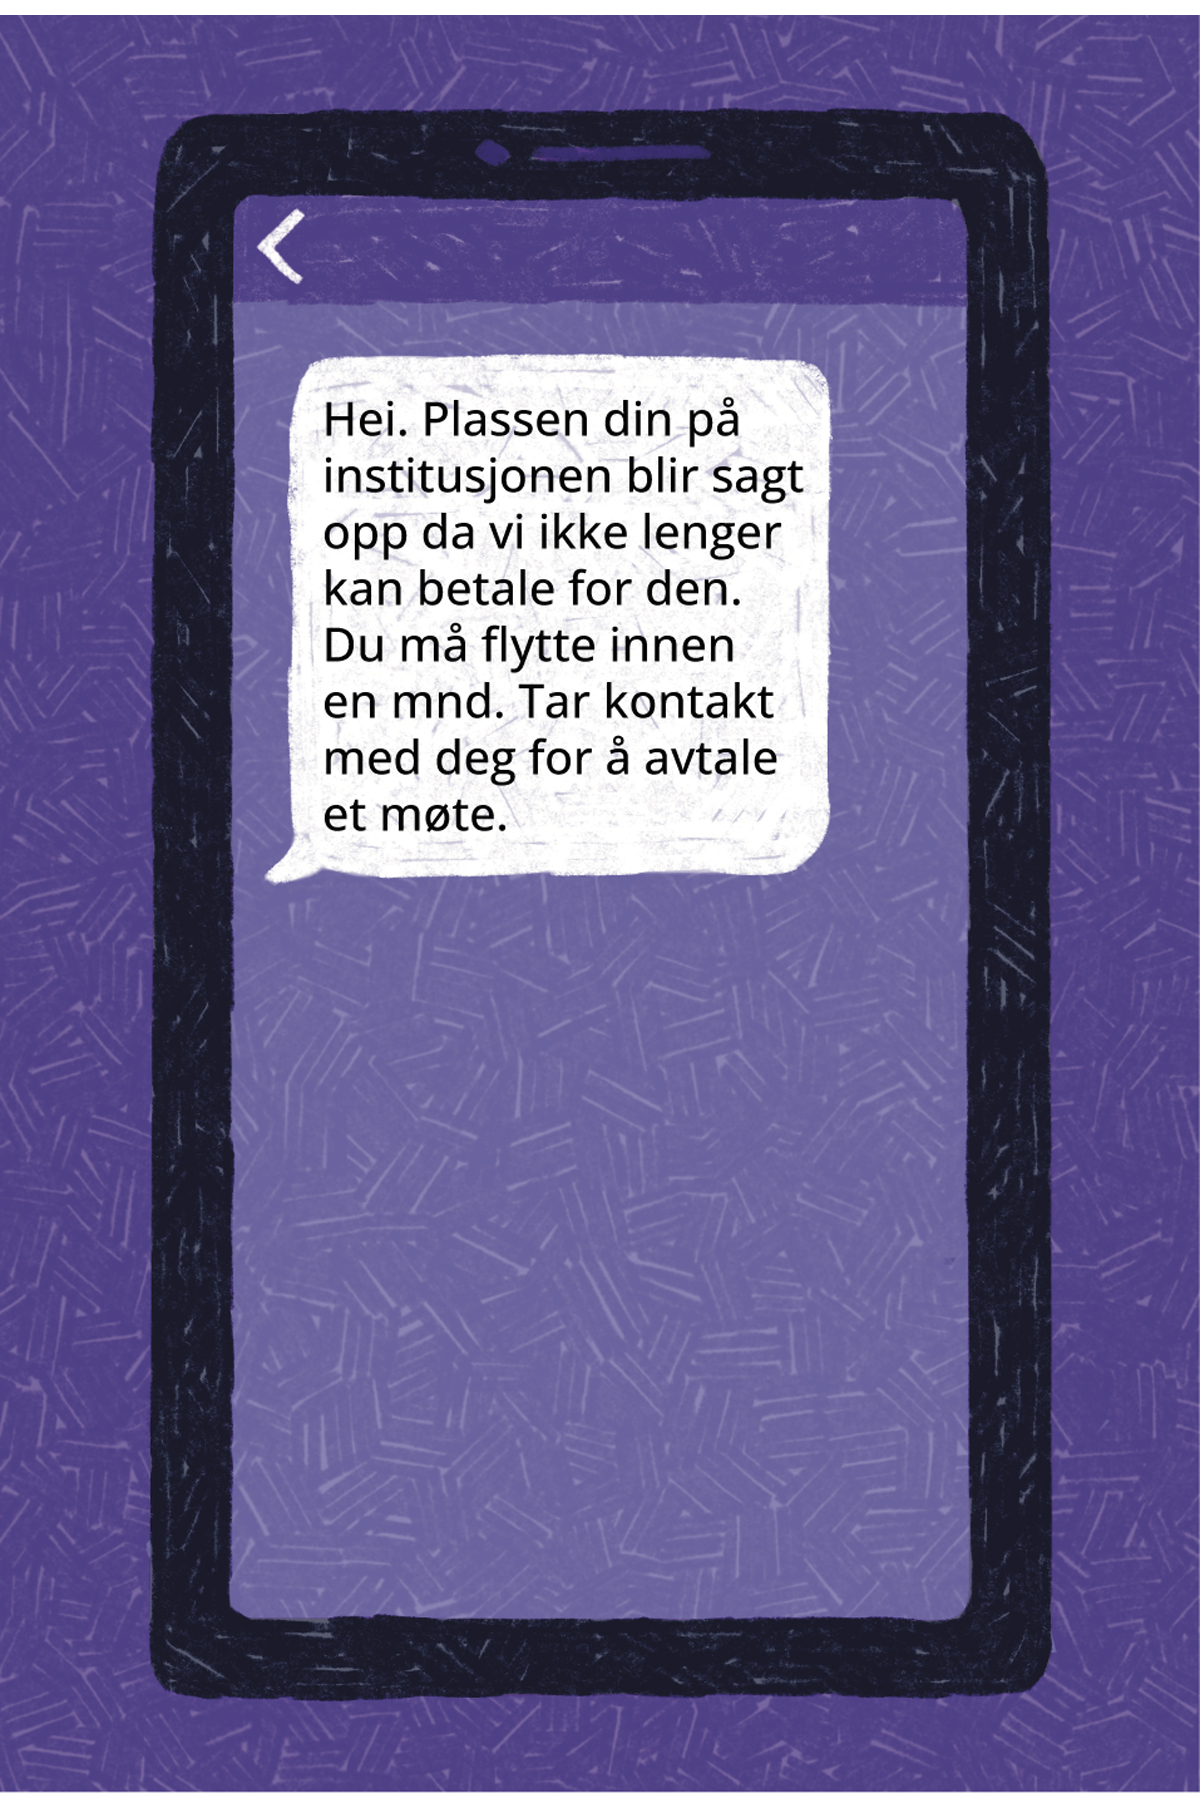 Hei. Plassen din på
institusjonen blir sagt
opp da vi ikke lenger
kan betale for den.
Du må flytte innen
en mnd. Tar kontakt
med deg for å avtale
et møte.